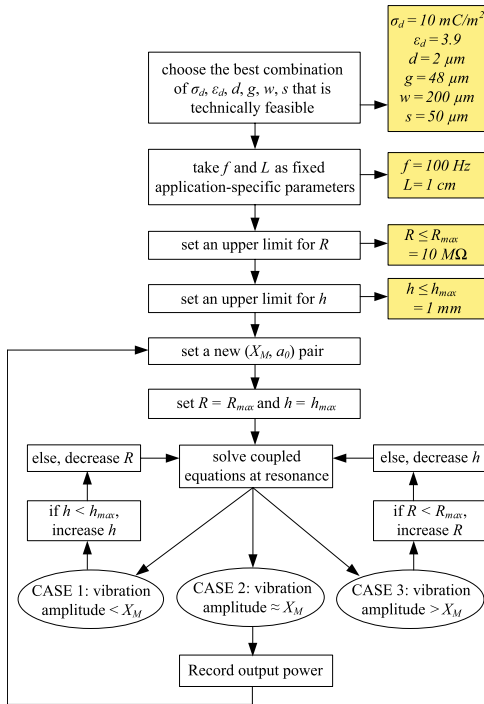 choose the best combination
of σd, εd, d, g, w, s that is
technically feasible
σd = 10 mC/m²
εd = 3.9
d = 2 μm
g = 48 μm
w = 200 μm
s = 50 μm
take f and L as fixed
application-specific parameters
f = 100 Hz
L = 1 cm
set an upper limit for R
R ≤ Rmax
= 10 MΩ
set an upper limit for h
h ≤ hmax
= 1 mm
set a new (XM, a0) pair
set R = Rmax and h = hmax
else, decrease R
solve coupled
equations at resonance
else, decrease h
if h < hmax,
increase h
if R < Rmax,
increase R
CASE 1: vibration
amplitude < XM
CASE 2: vibration
amplitude ≈ XM
CASE 3: vibration
amplitude > XM
Record output power